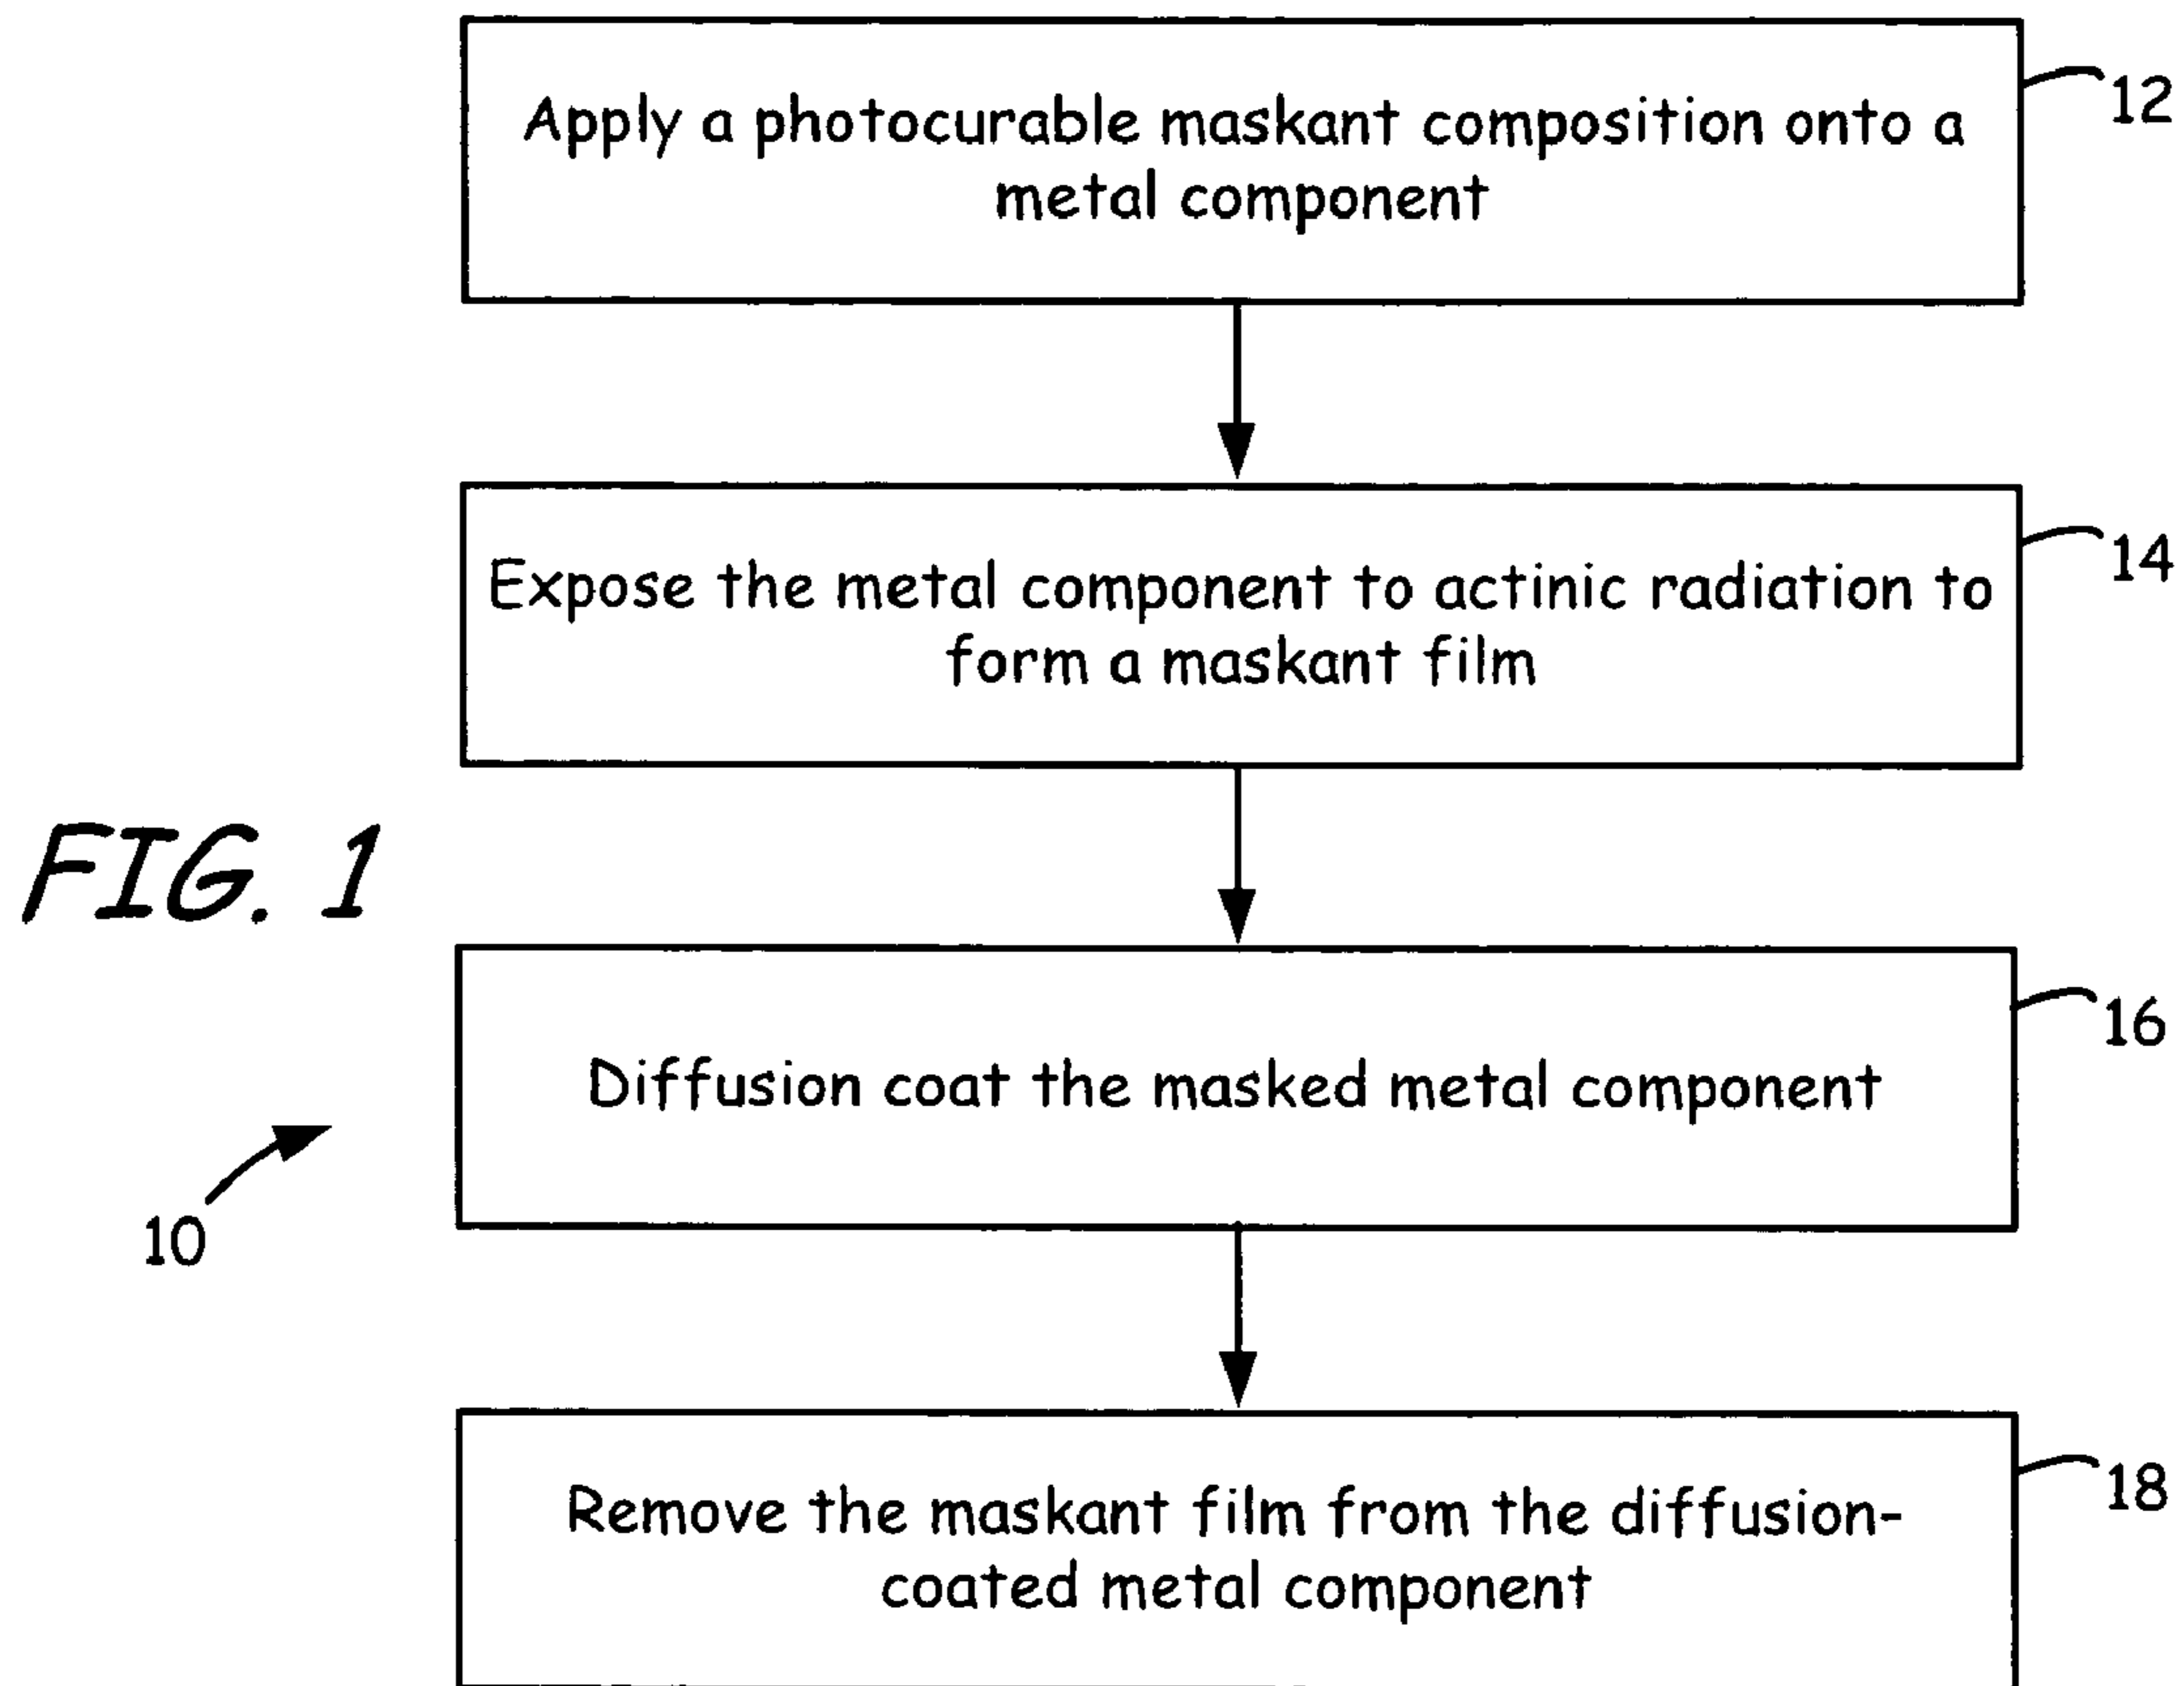 Apply a photocurable maskant composition onto a
metal component
12
Expose the metal component to actinic radiation to
form a maskant film
14
FIG. 1
Diffusion coat the masked metal component
16
10
Remove the maskant film from the diffusion-
coated metal component
18